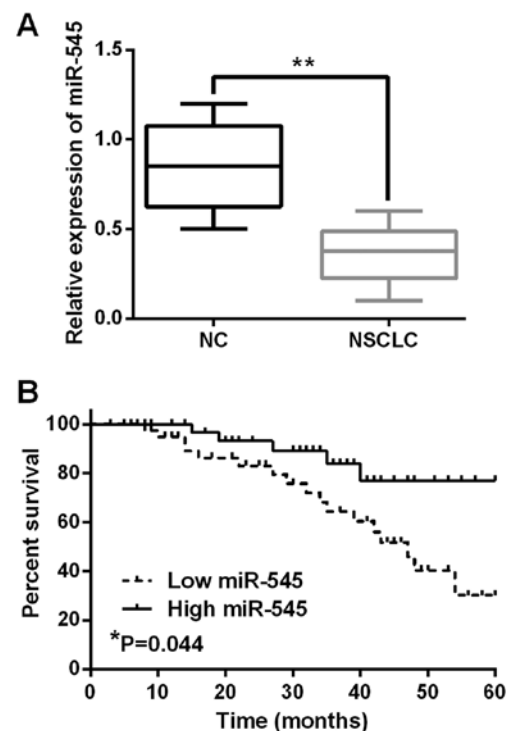 A
Relative expression of miR-545
1.5
1.0
0.5
0.0
**
NC
NSCLC
B
Percent survival
100
80
60
40
20
0
Low miR-545
High miR-545
*P=0.044
0
10
20
30
40
50
60
Time (months)